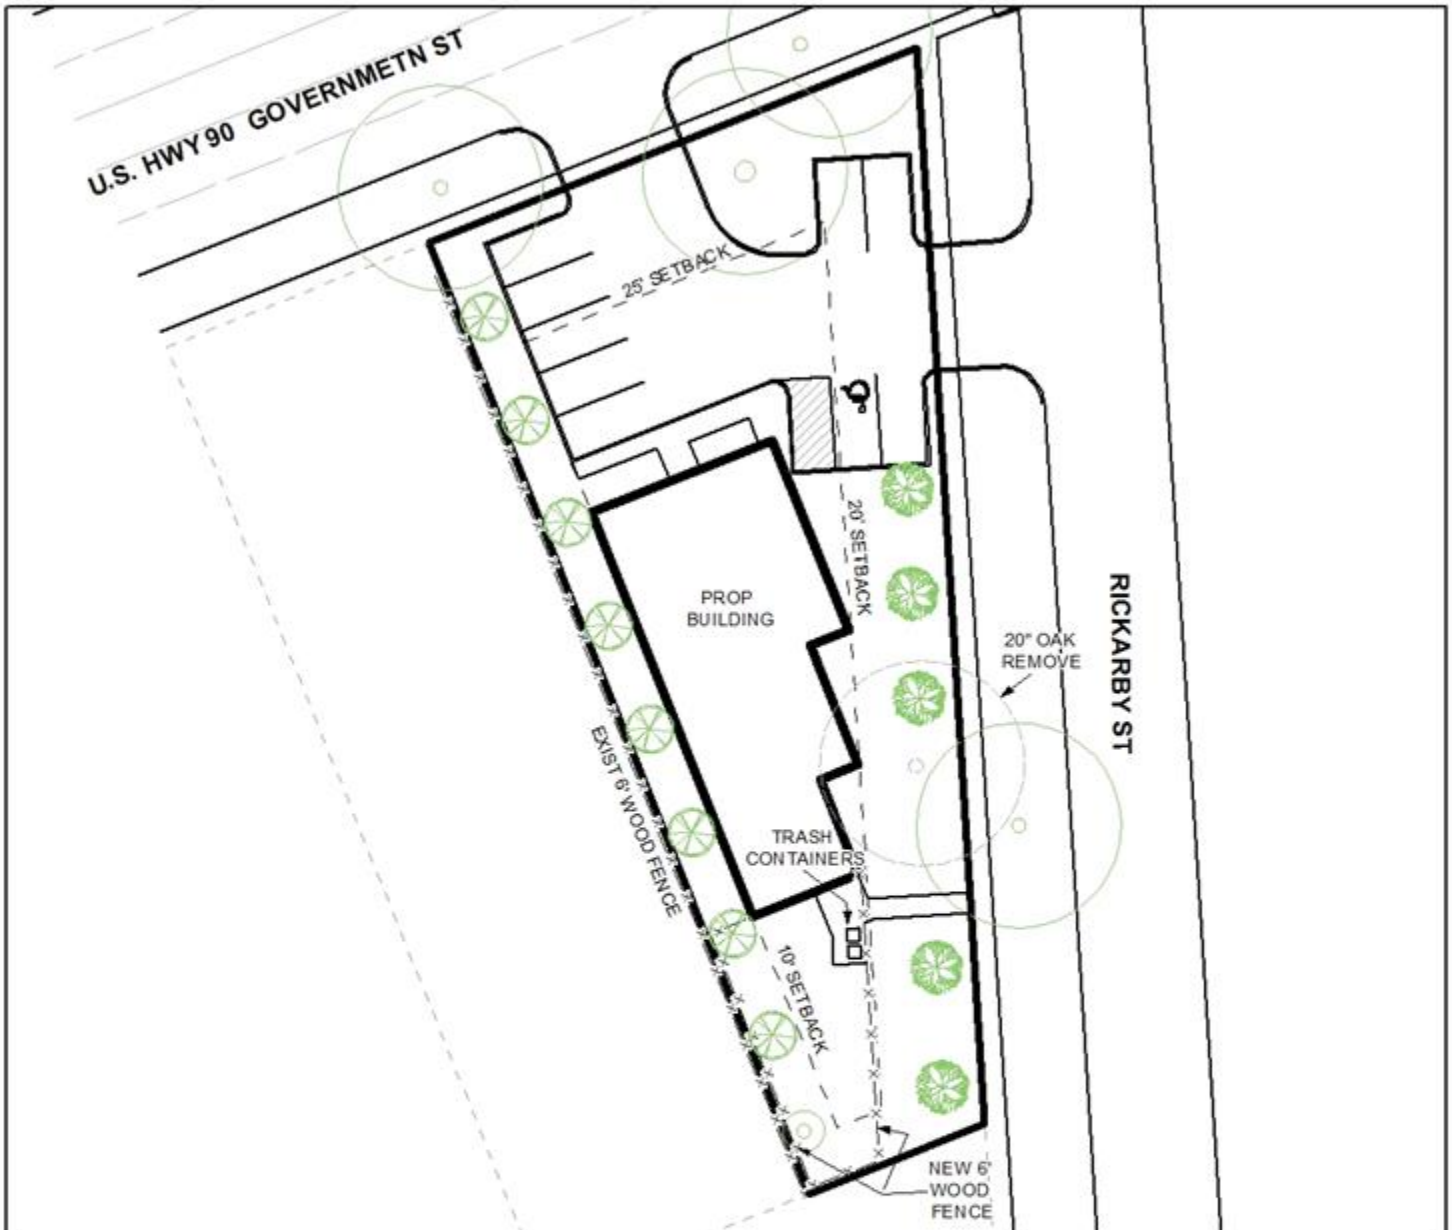 U.S. HWY 90 GOVERNMETN ST
25' SETBACK
20' SETBACK
PROP
BUILDING
20" OAK
REMOVE
RICKARBY ST
EXIST 6' WOOD FENCE
TRASH
CONTAINERS
10' SETBACK
NEW 6'
WOOD
FENCE